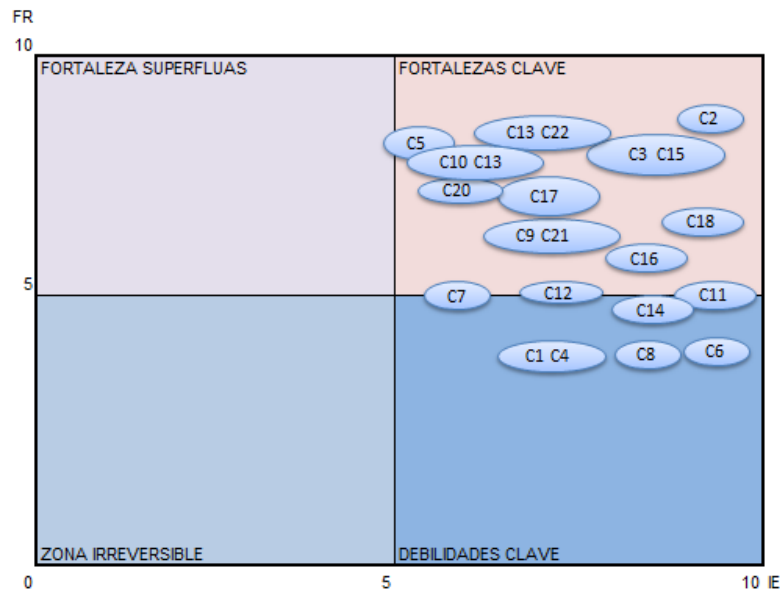 FR
10
FORTALEZA SUPERFLUAS
FORTALEZAS CLAVE
C2
C13 C22
C5
C3 C15
C10 C13
C20
C17
C18
C9 C21
C16
5
C7
C12
C11
C14
C1 C4
C8
C6
ZONA IRREVERSIBLE
DEBILIDADES CLAVE
0
5
10 IE